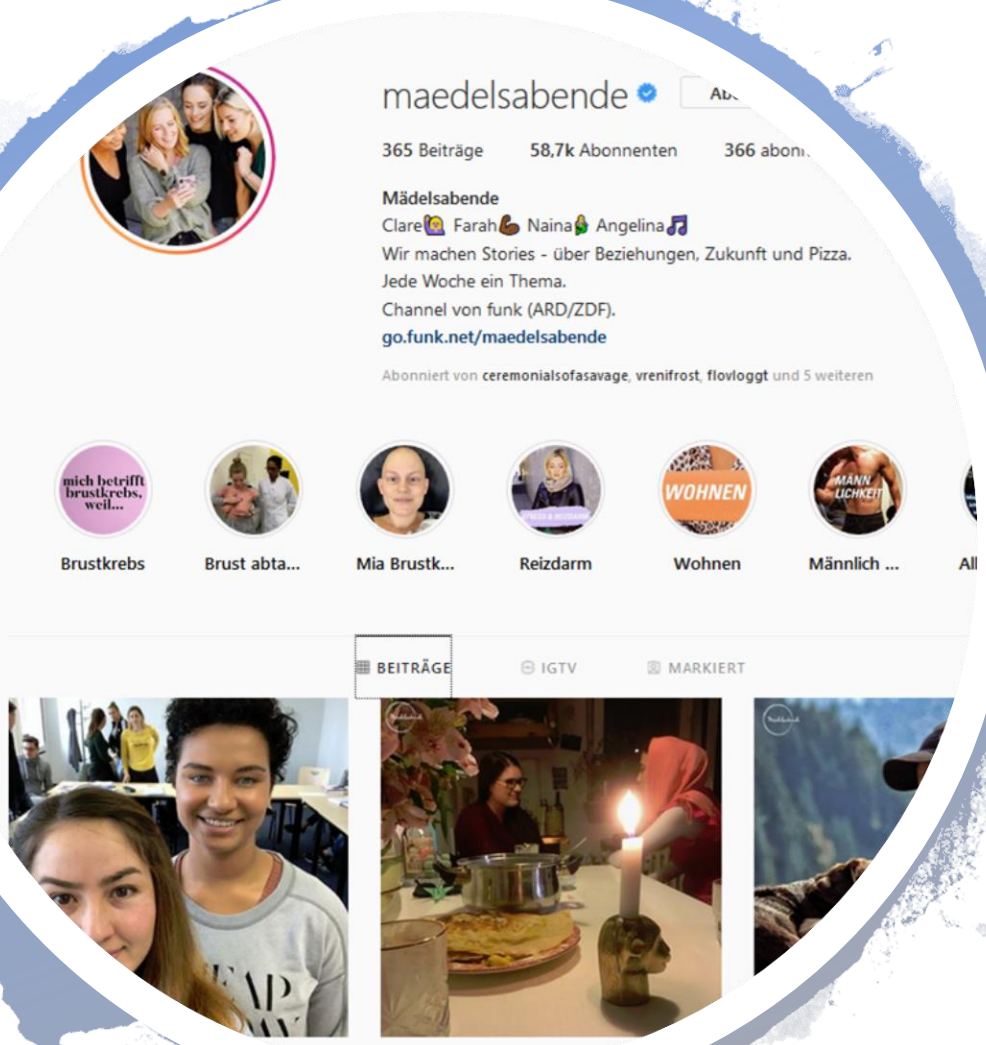 maedelsabende
365 Beiträge 58,7k Abonnenten 366
Mädelsabende
Clare🙋🏼 Farah💪🏾 Naina🤰 Angelina🎵
Wir machen Stories - über Beziehungen, Zukunft und Pizza.
Jede Woche ein Thema.
Channel von funk (ARD/ZDF).
go.funk.net/maedelsabende
Abonniert von ceremonialsofasavage, vrenifrost, flovloggt und 5 weiteren
mich betrifft
brustkrebs,
weil...
WOHNEN
MÄNN
LICHKEIT
Brustkrebs Brust abta... Mia Brustk... Reizdarm Wohnen Männlich ...
BEITRÄGE IGTV MARKIERT